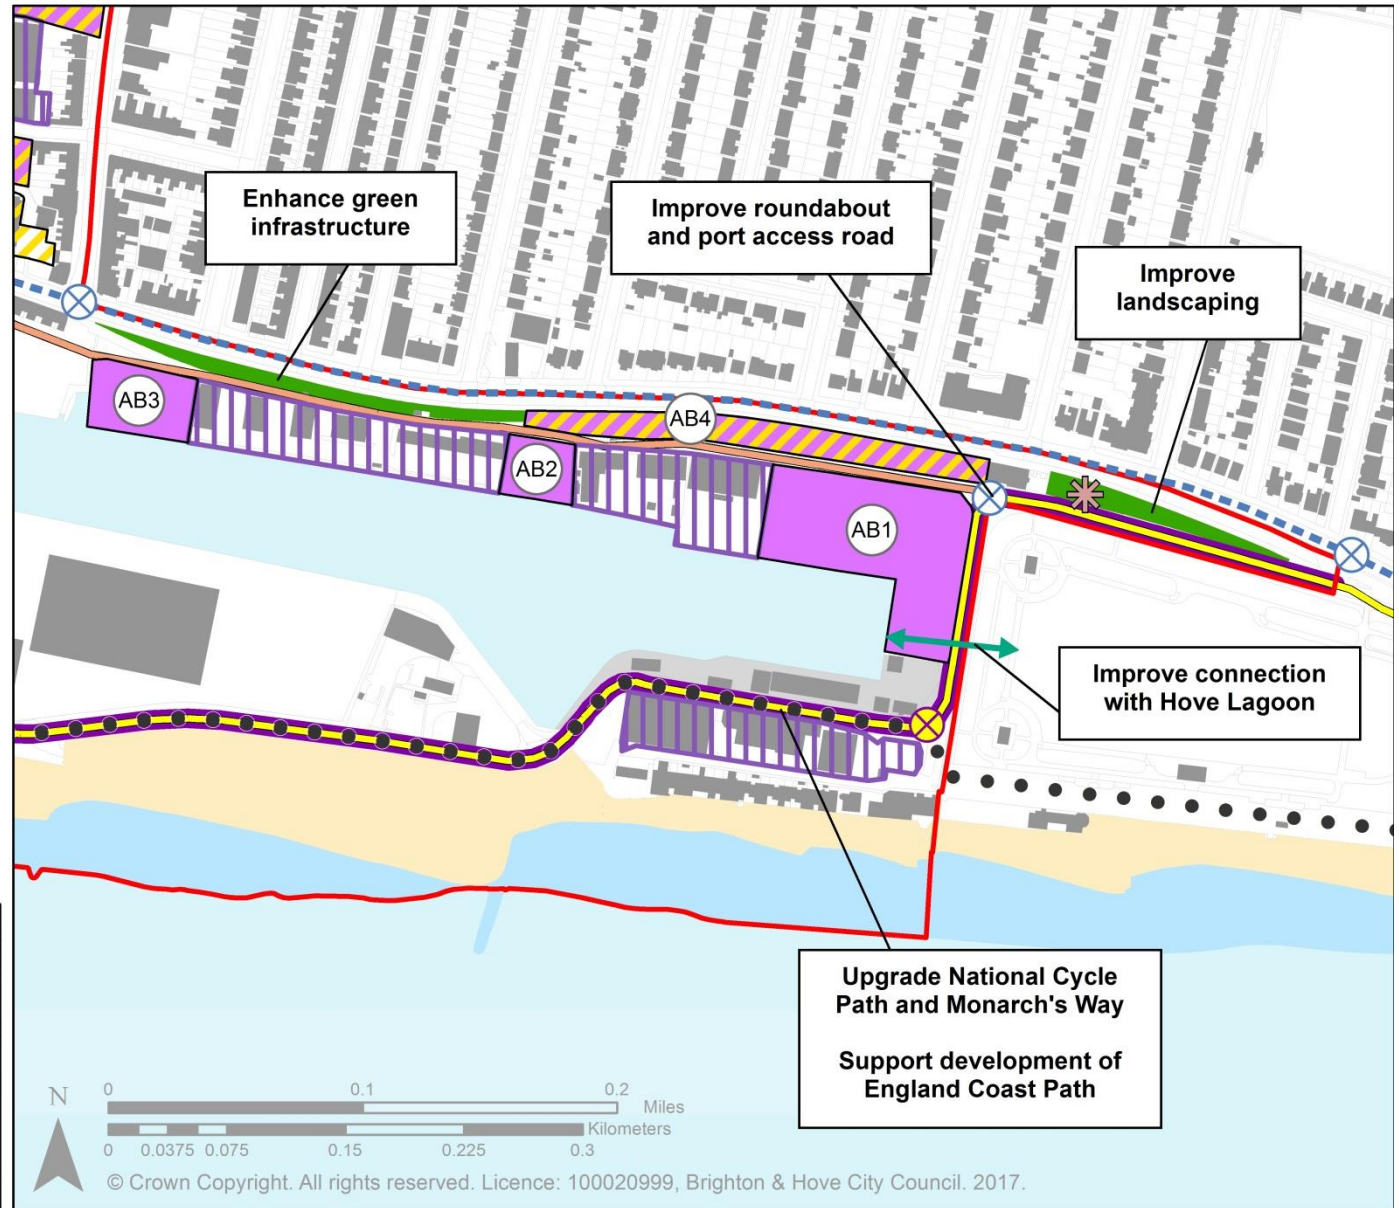 Enhance green
infrastructure
Improve roundabout
and port access road
Improve
landscaping
AB3
AB4
AB2
AB1
Improve connection
with Hove Lagoon
Upgrade National Cycle
Path and Monarch's Way
Support development of
England Coast Path
N
0 0.1 0.2
Miles
Kilometers
0 0.0375 0.075 0.15 0.225 0.3
© Crown Copyright. All rights reserved. Licence: 100020999, Brighton & Hove City Council. 2017.